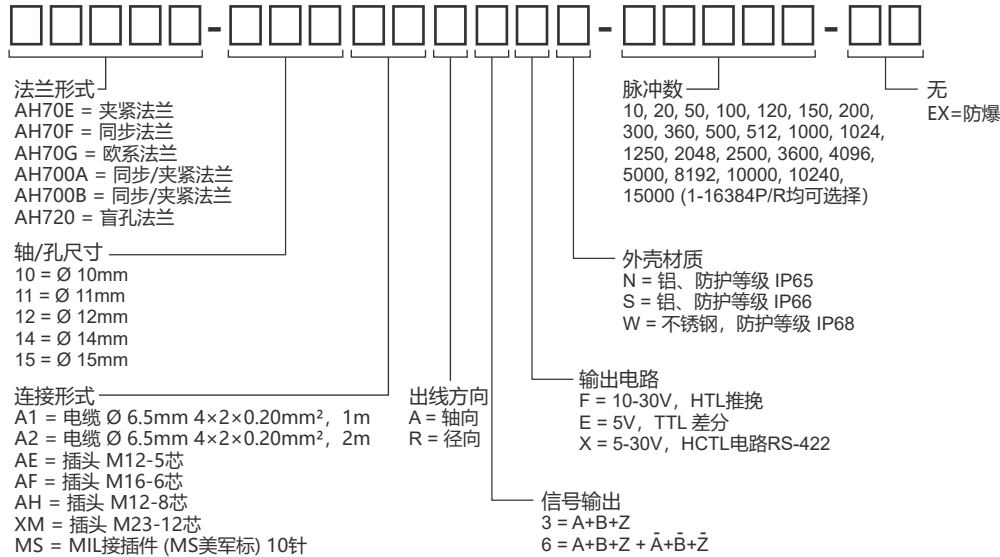 法兰形式
AH70E = 夹紧法兰
AH70F = 同步法兰
AH70G = 欧系法兰
AH700A = 同步/夹紧法兰
AH700B = 同步/夹紧法兰
AH720 = 盲孔法兰
轴/孔尺寸
10 = Ø 10mm
11 = Ø 11mm
12 = Ø 12mm
14 = Ø 14mm
15 = Ø 15mm
连接形式
A1 = 电缆 Ø 6.5mm 4×2×0.20mm²，1m
A2 = 电缆 Ø 6.5mm 4×2×0.20mm²，2m
AE = 插头 M12-5芯
AF = 插头 M16-6芯
AH = 插头 M12-8芯
XM = 插头 M23-12芯
MS = MIL接插件 (MS美军标) 10针
出线方向
A = 轴向
R = 径向
信号输出
3 = A+B+Z
6 = A+B+Z + Ā+B̄+Z̄
输出电路
F = 10-30V，HTL推挽
E = 5V，TTL 差分
X = 5-30V，HCTL电路RS-422
外壳材质
N = 铝、防护等级 IP65
S = 铝、防护等级 IP66
W = 不锈钢，防护等级 IP68
脉冲数
10, 20, 50, 100, 120, 150, 200,
300, 360, 500, 512, 1000, 1024,
1250, 2048, 2500, 3600, 4096,
5000, 8192, 10000, 10240,
15000 (1-16384P/R均可选择)
无
EX=防爆